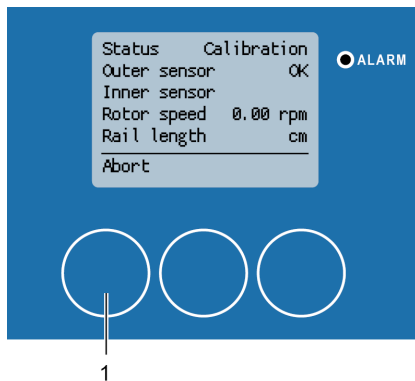 Status Calibration
Outer sensor OK
Inner sensor
Rotor speed 0.00 rpm
Rail length cm
Abort
ALARM
1